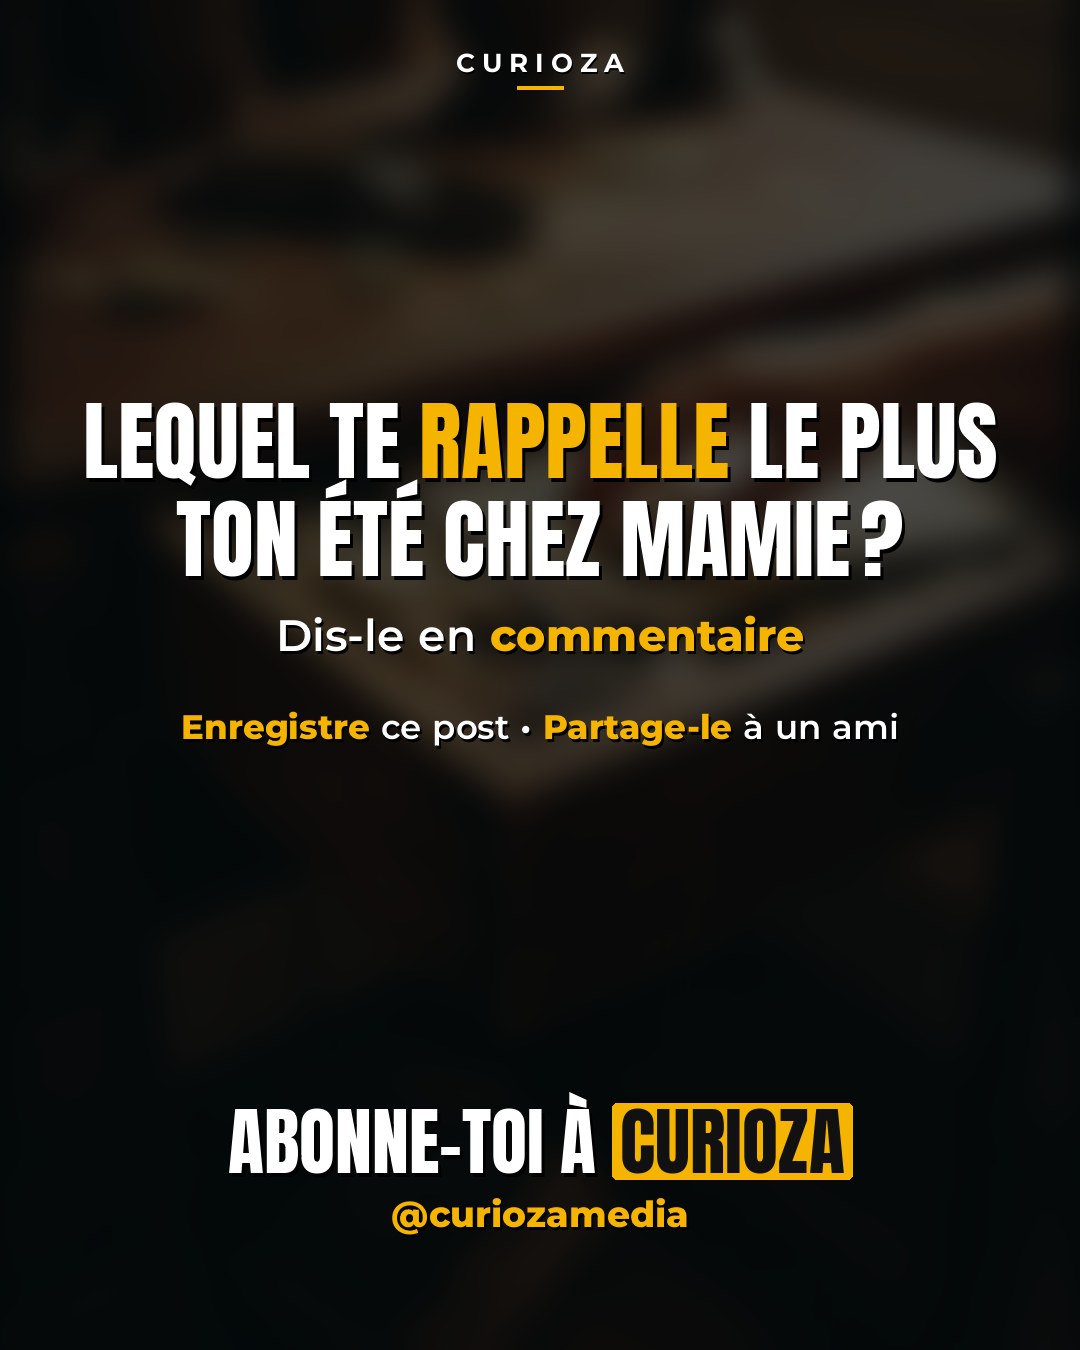 CURIOZA
LEQUEL TE RAPPELLE LE PLUS
TON ÉTÉ CHEZ MAMIE ?
Dis-le en commentaire
Enregistre ce post • Partage-le à un ami
ABONNE-TOI À CURIOZA
@curiozamedia